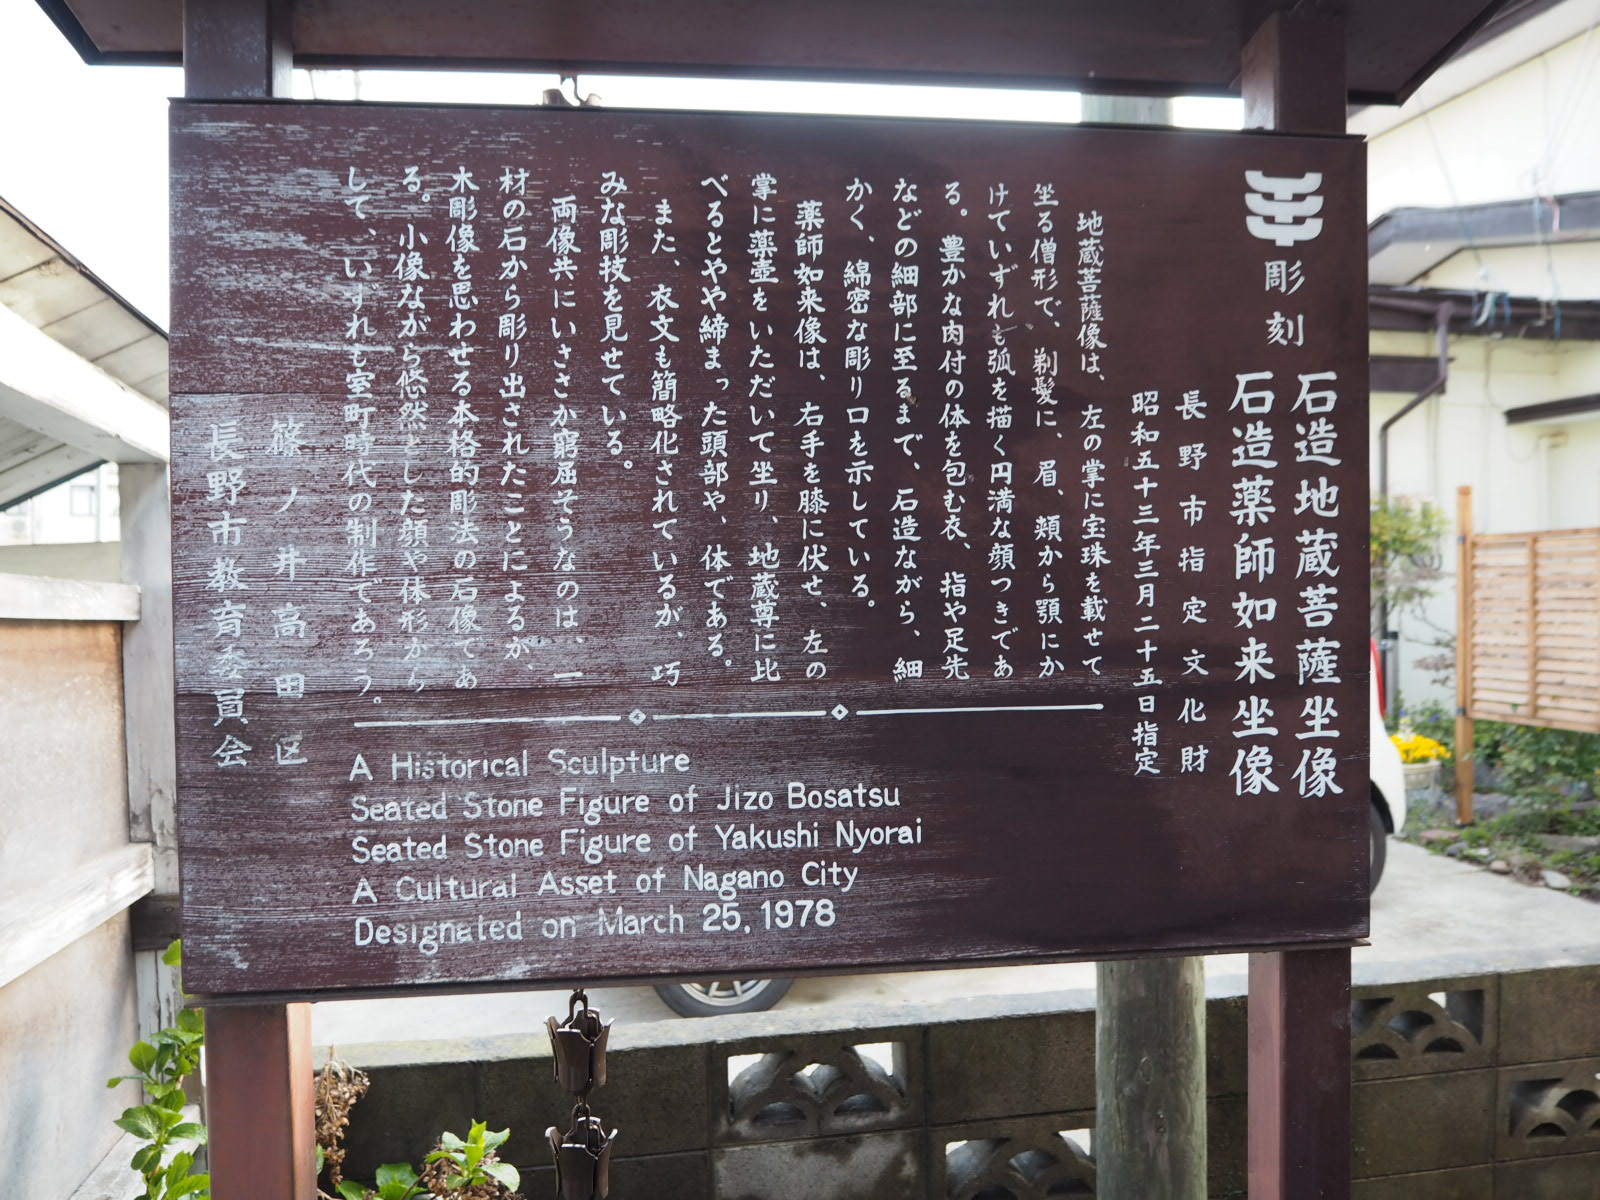 彫刻
石造地蔵菩薩坐像
石造薬師如来坐像
長野市指定文化財
昭和五十三年三月二十五日指定
地蔵菩薩像は、左の掌に宝珠を載せて
坐る僧形で、剃髪に、眉、頬から顎にか
けていずれも弧を描く円満な顔つきであ
る。豊かな肉付の体を包む衣、指や足先
などの細部に至るまで、石造ながら、細
かく、綿密な彫り口を示している。
薬師如来像は、右手を膝に伏せ、左の
掌に薬壺をいただいて坐り、地蔵尊に比
べるとやや締まった頭部や、体である。
また、衣文も簡略化されているが、巧
みな彫技を見せている。
両像共にいささか窮屈そうなのは、一
材の石から彫り出されたことによるが、
木彫像を思わせる本格的彫法の石像であ
る。小像ながら悠然とした顔や体形から
して、いずれも室町時代の制作であろう。
篠ノ井高田区
長野市教育委員会
A Historical Sculpture
Seated Stone Figure of Jizo Bosatsu
Seated Stone Figure of Yakushi Nyorai
A Cultural Asset of Nagano City
Designated on March 25, 1978